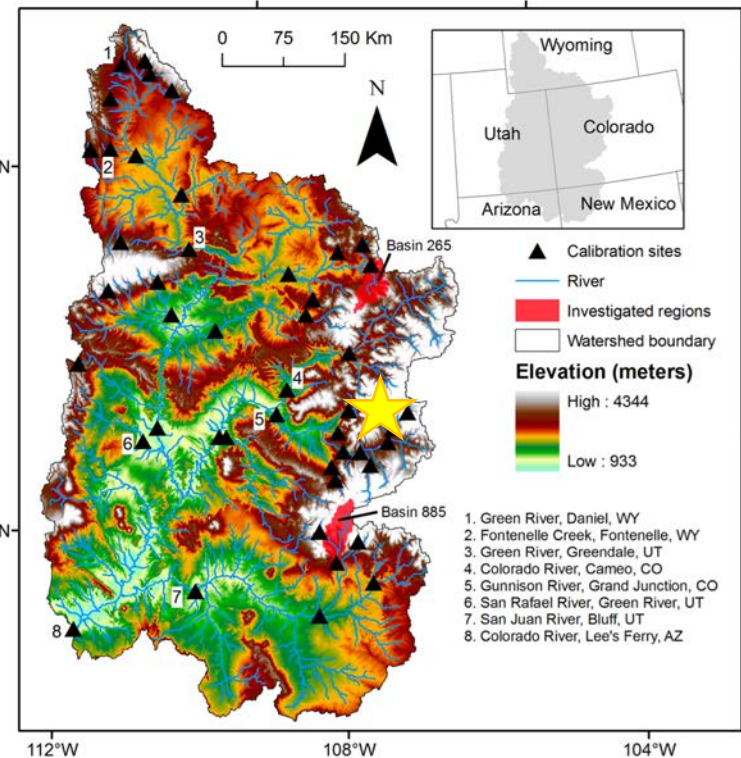 0 75 150 Km
Wyoming
Utah
Colorado
Arizona
New Mexico
1
N
2
N
3
Basin 265
Calibration sites
River
Investigated regions
Watershed boundary
Elevation (meters)
High : 4344
Low : 933
4
5
6
N
Basin 885
7
8
1. Green River, Daniel, WY
2. Fontenelle Creek, Fontenelle, WY
3. Green River, Greendale, UT
4. Colorado River, Cameo, CO
5. Gunnison River, Grand Junction, CO
6. San Rafael River, Green River, UT
7. San Juan River, Bluff, UT
8. Colorado River, Lee's Ferry, AZ
112°W 108°W 104°W